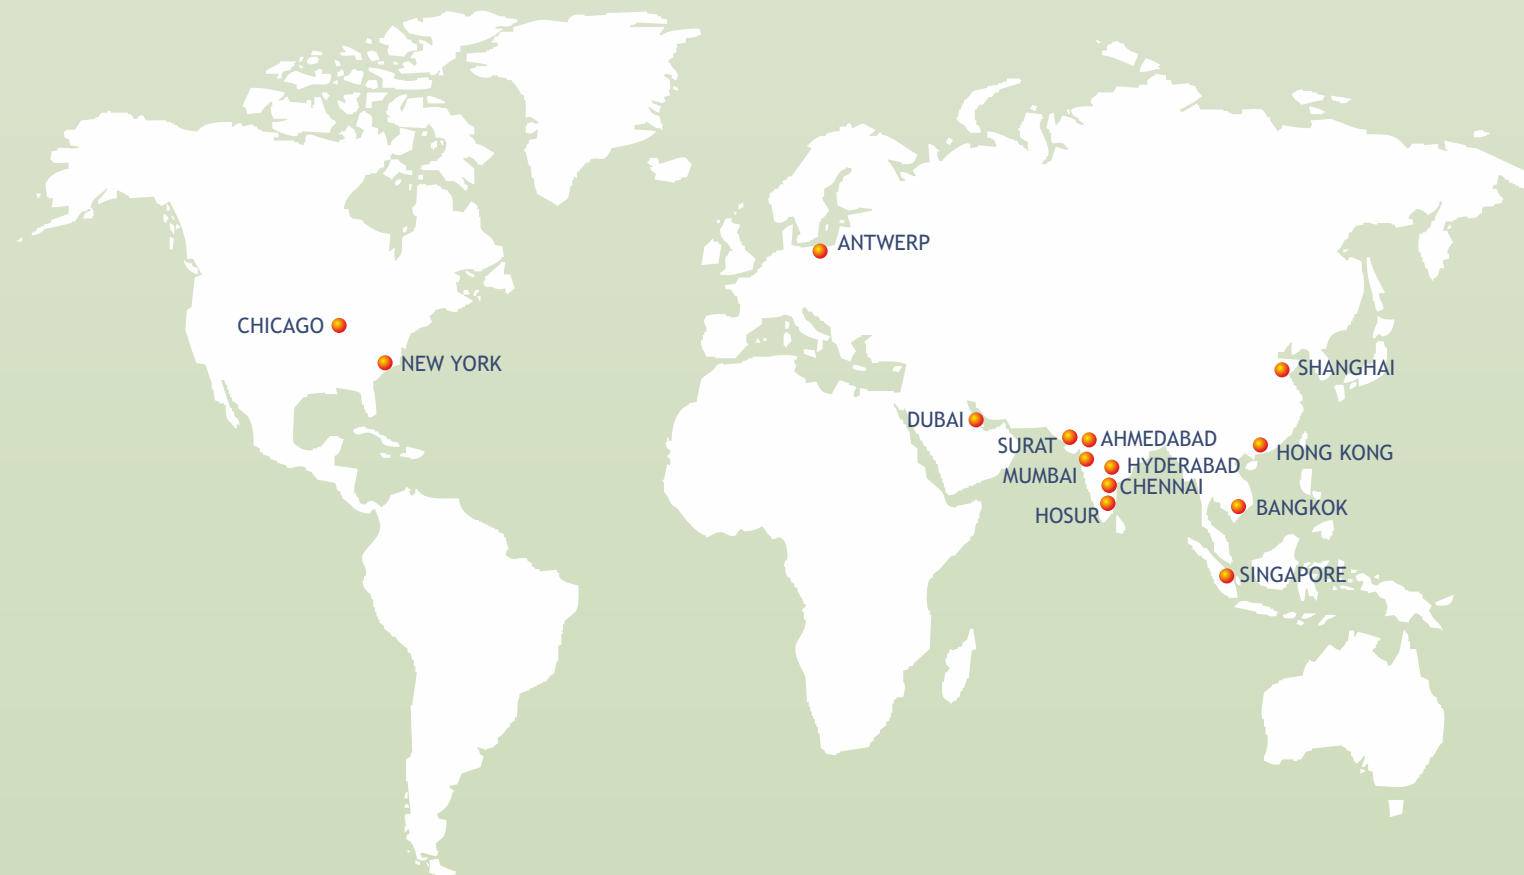 ANTWERP
CHICAGO
NEW YORK
SHANGHAI
DUBAI
SURAT
AHMEDABAD
HONG KONG
MUMBAI
HYDERABAD
CHENNAI
HOSUR
BANGKOK
SINGAPORE